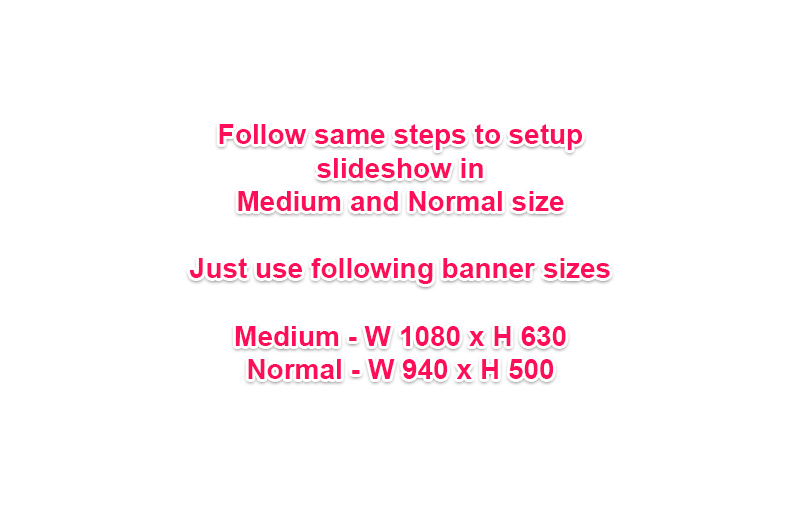 Follow same steps to setup
slideshow in
Medium and Normal size
Just use following banner sizes
Medium - W 1080 x H 630
Normal - W 940 x H 500